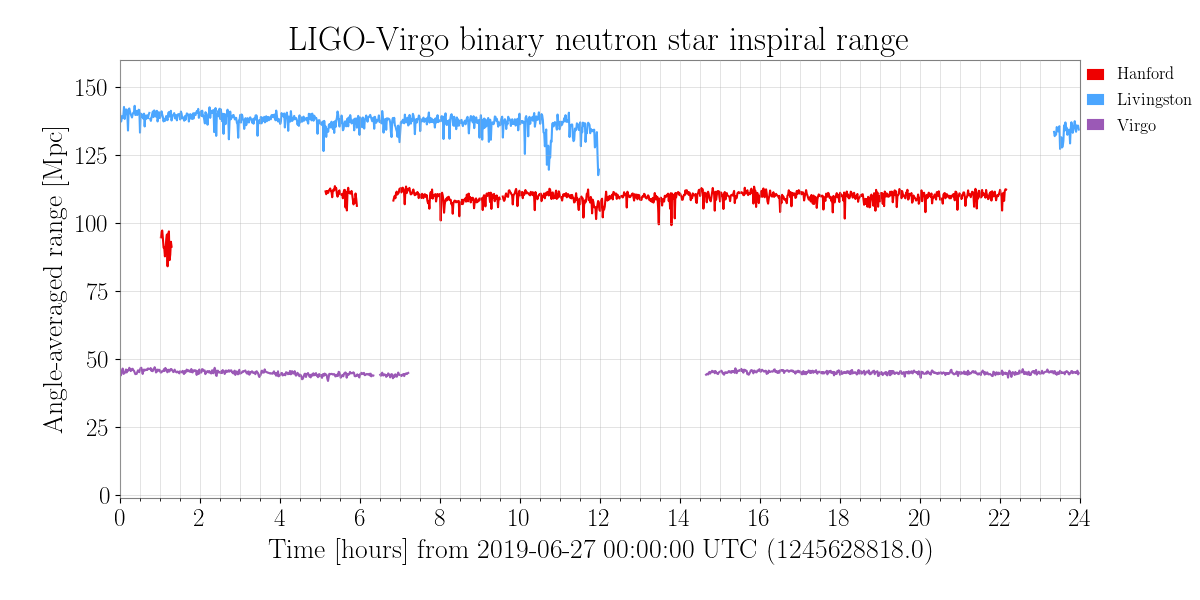 LIGO-Virgo binary neutron star inspiral range
Hanford
Livingston
Virgo
Angle-averaged range [Mpc]
150
125
100
75
50
25
0
0 2 4 6 8 10 12 14 16 18 20 22 24
Time [hours] from 2019-06-27 00:00:00 UTC (1245628818.0)